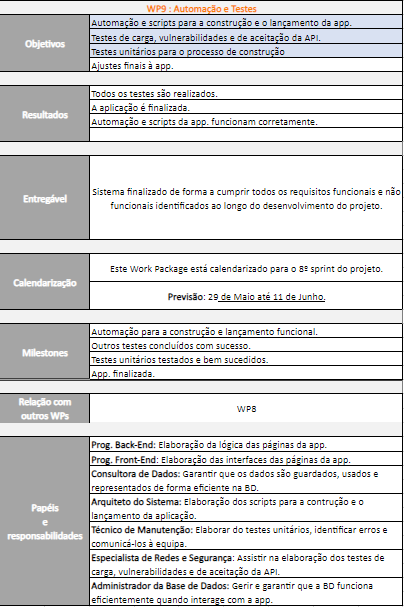 WP9 : Automação e Testes
Objetivos
Automação e scripts para a construção e o lançamento da app.
Testes de carga, vulnerabilidades e de aceitação da API.
Testes unitários para o processo de construção
Ajustes finais à app.
Resultados
Todos os testes são realizados.
A aplicação é finalizada.
Automação e scripts da app. funcionam corretamente.
Entregável
Sistema finalizado de forma a cumprir todos os requisitos funcionais e não
funcionais identificados ao longo do desenvolvimento do projeto.
Calendarização
Este Work Package está calendarizado para o 8º sprint do projeto.
Previsão: 29 de Maio até 11 de Junho.
Milestones
Automação para a construção e lançamento funcional.
Outros testes concluídos com sucesso.
Testes unitários testados e bem sucedidos.
App. finalizada.
Relação com
outros WPs
WP8
Papéis
e
responsabilidades
Prog. Back-End: Elaboração da lógica das páginas da app.
Prog. Front-End: Elaboração das interfaces das páginas da app.
Consultora de Dados: Garantir que os dados são guardados, usados e
representados de forma eficiente na BD.
Arquiteto do Sistema: Elaboração dos scripts para a contrução e o
lançamento da aplicação.
Técnico de Manutenção: Elaborar do testes unitários, identificar erros e
comunicá-los à equipa.
Especialista de Redes e Segurança: Assistir na elaboração dos testes de
carga, vulnerabilidades e de aceitação da API.
Administrador da Base de Dados: Gerir e garantir que a BD funciona
eficientemente quando interage com a app.